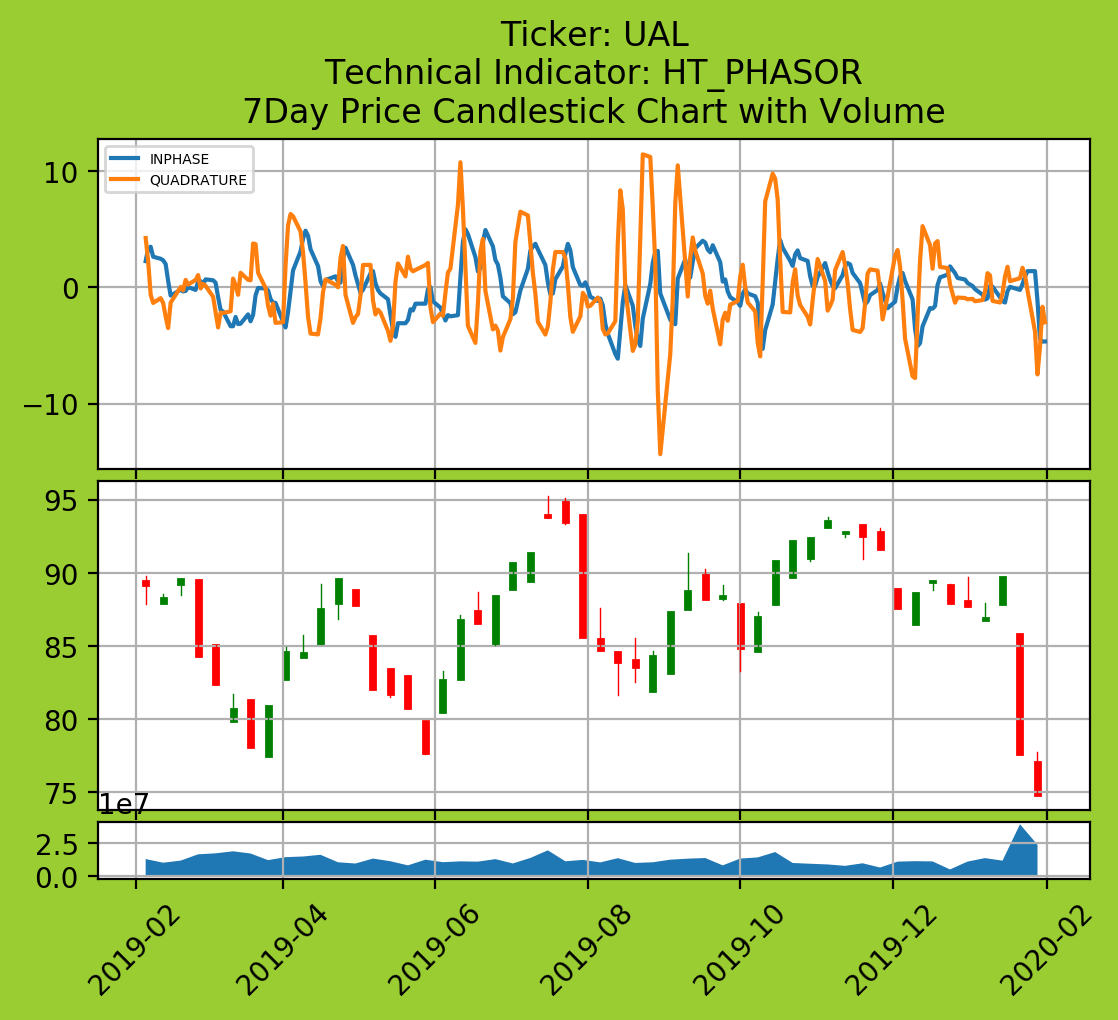 Ticker: UAL
Technical Indicator: HT_PHASOR
7Day Price Candlestick Chart with Volume
INPHASE
QUADRATURE
10
0
−10
95
90
85
80
75
1e7
2.5
0.0
2019-02
2019-04
2019-06
2019-08
2019-10
2019-12
2020-02